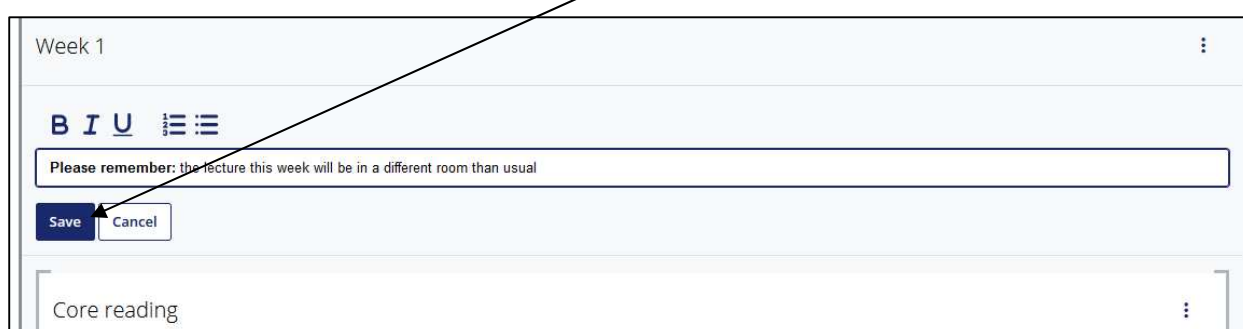 Week 1
B I U
Please remember: the lecture this week will be in a different room than usual
Save Cancel
Core reading